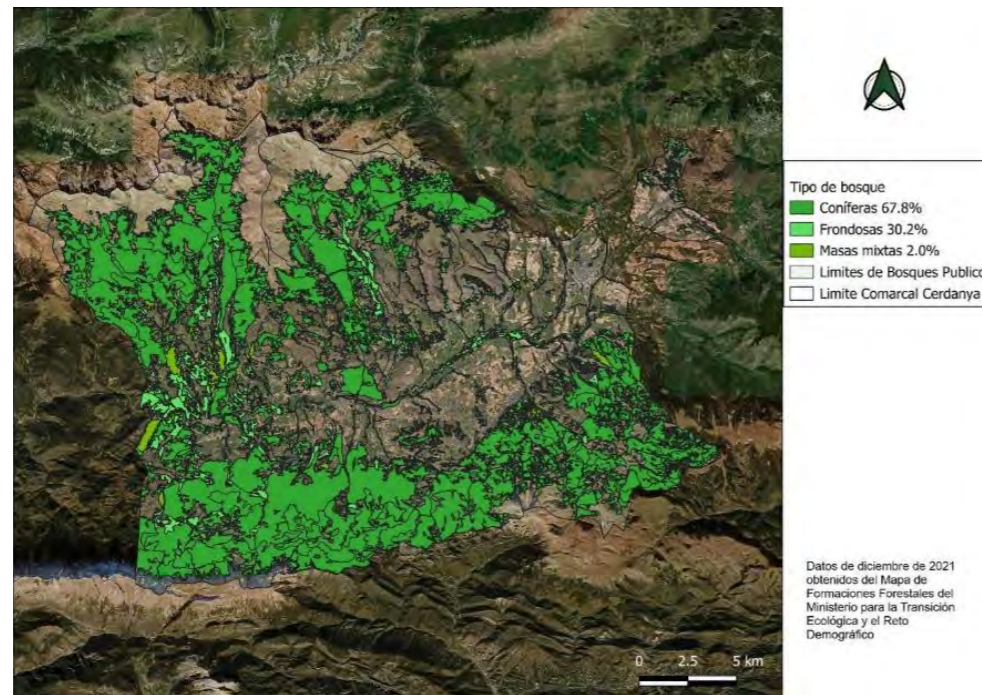 Tipo de bosque
Coníferas 67.8%
Frondosas 30.2%
Masas mixtas 2.0%
Limites de Bosques Publico
Limite Comarcal Cerdanya
Datos de diciembre de 2021
obtenidos del Mapa de
Formaciones Forestales del
Ministerio para la Transición
Ecológica y el Reto
Demográfico
0 2.5 5 km